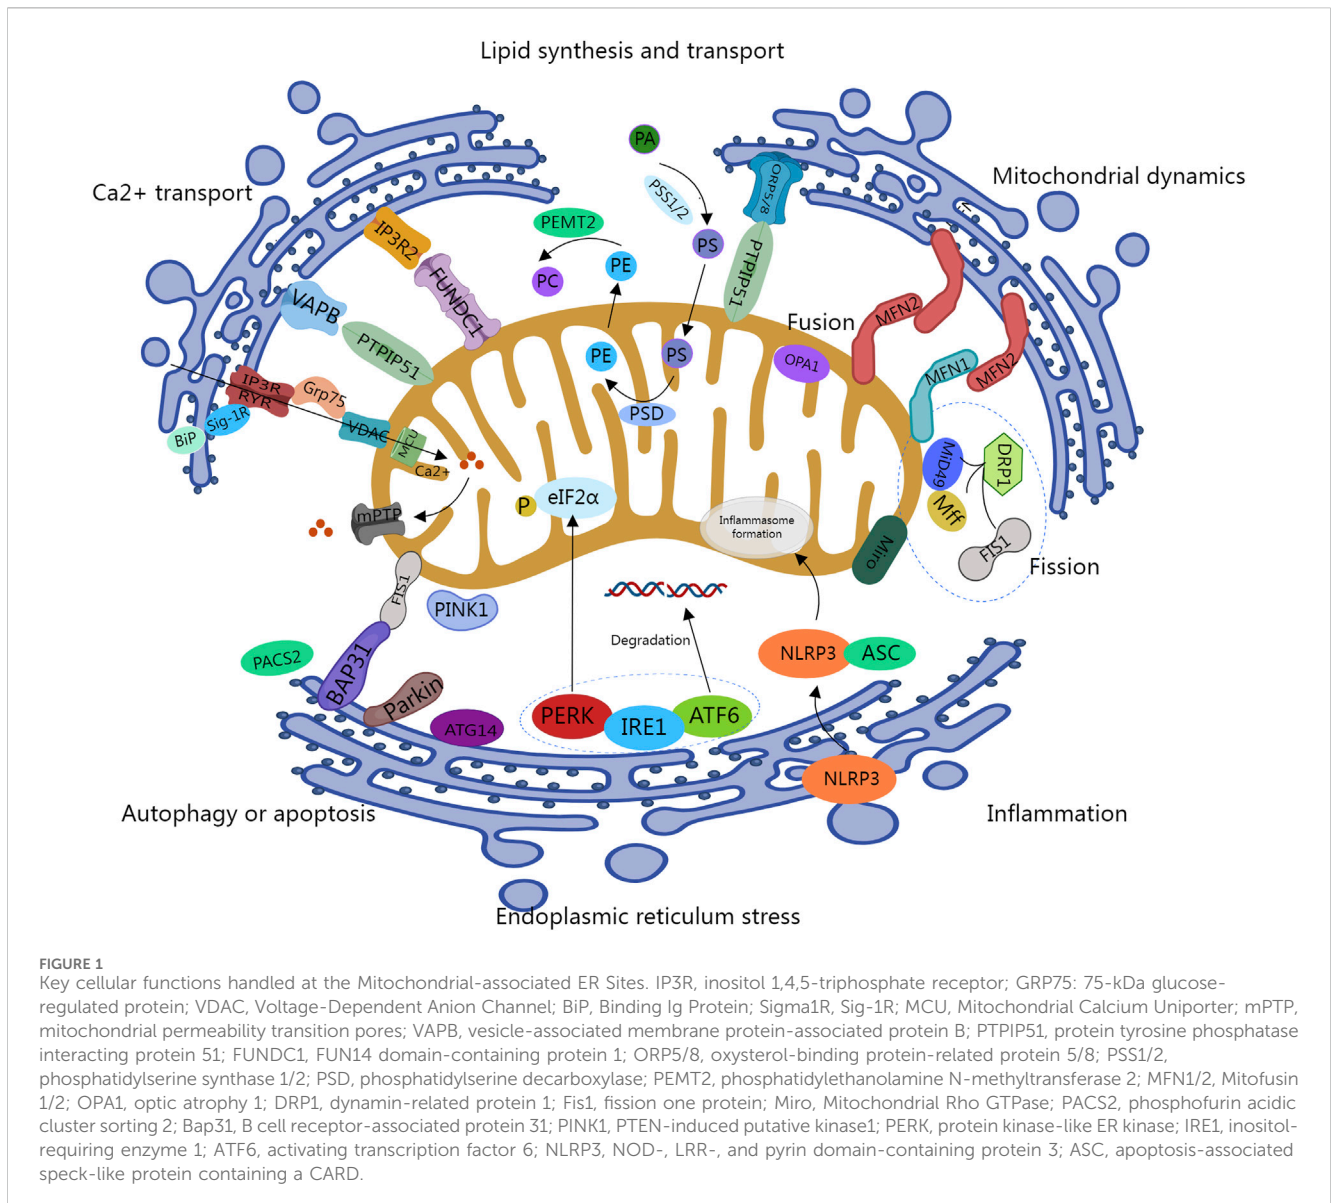 Lipid synthesis and transport
Ca2+ transport
Mitochondrial dynamics
PA
PSS1/2
PS
PEMT2
PE
PC
ORP5/8
PTPIP51
IP3R2
FUNDC1
VAPB
PTPIP51
IP3R
RYR
Grp75
Sig-1R
BiP
VDAC
MCU
Ca2+
mPTP
PE
PS
PSD
Fusion
OPA1
MFN2
MFN1
MFN2
MiD49
DRP1
Mff
FIS1
Fission
Miro
P
eIF2α
Inflammasome
formation
FIS1
PINK1
PACS2
BAP31
Parkin
ATG14
Degradation
PERK
IRE1
ATF6
NLRP3
ASC
NLRP3
Autophagy or apoptosis
Inflammation
Endoplasmic reticulum stress
FIGURE 1
Key cellular functions handled at the Mitochondrial-associated ER Sites. IP3R, inositol 1,4,5-triphosphate receptor; GRP75: 75-kDa glucose-
regulated protein; VDAC, Voltage-Dependent Anion Channel; BiP, Binding Ig Protein; Sigma1R, Sig-1R; MCU, Mitochondrial Calcium Uniporter; mPTP,
mitochondrial permeability transition pores; VAPB, vesicle-associated membrane protein-associated protein B; PTPIP51, protein tyrosine phosphatase
interacting protein 51; FUNDC1, FUN14 domain-containing protein 1; ORP5/8, oxysterol-binding protein-related protein 5/8; PSS1/2,
phosphatidylserine synthase 1/2; PSD, phosphatidylserine decarboxylase; PEMT2, phosphatidylethanolamine N-methyltransferase 2; MFN1/2, Mitofusin
1/2; OPA1, optic atrophy 1; DRP1, dynamin-related protein 1; Fis1, fission one protein; Miro, Mitochondrial Rho GTPase; PACS2, phosphofurin acidic
cluster sorting 2; Bap31, B cell receptor-associated protein 31; PINK1, PTEN-induced putative kinase1; PERK, protein kinase-like ER kinase; IRE1, inositol-
requiring enzyme 1; ATF6, activating transcription factor 6; NLRP3, NOD-, LRR-, and pyrin domain-containing protein 3; ASC, apoptosis-associated
speck-like protein containing a CARD.